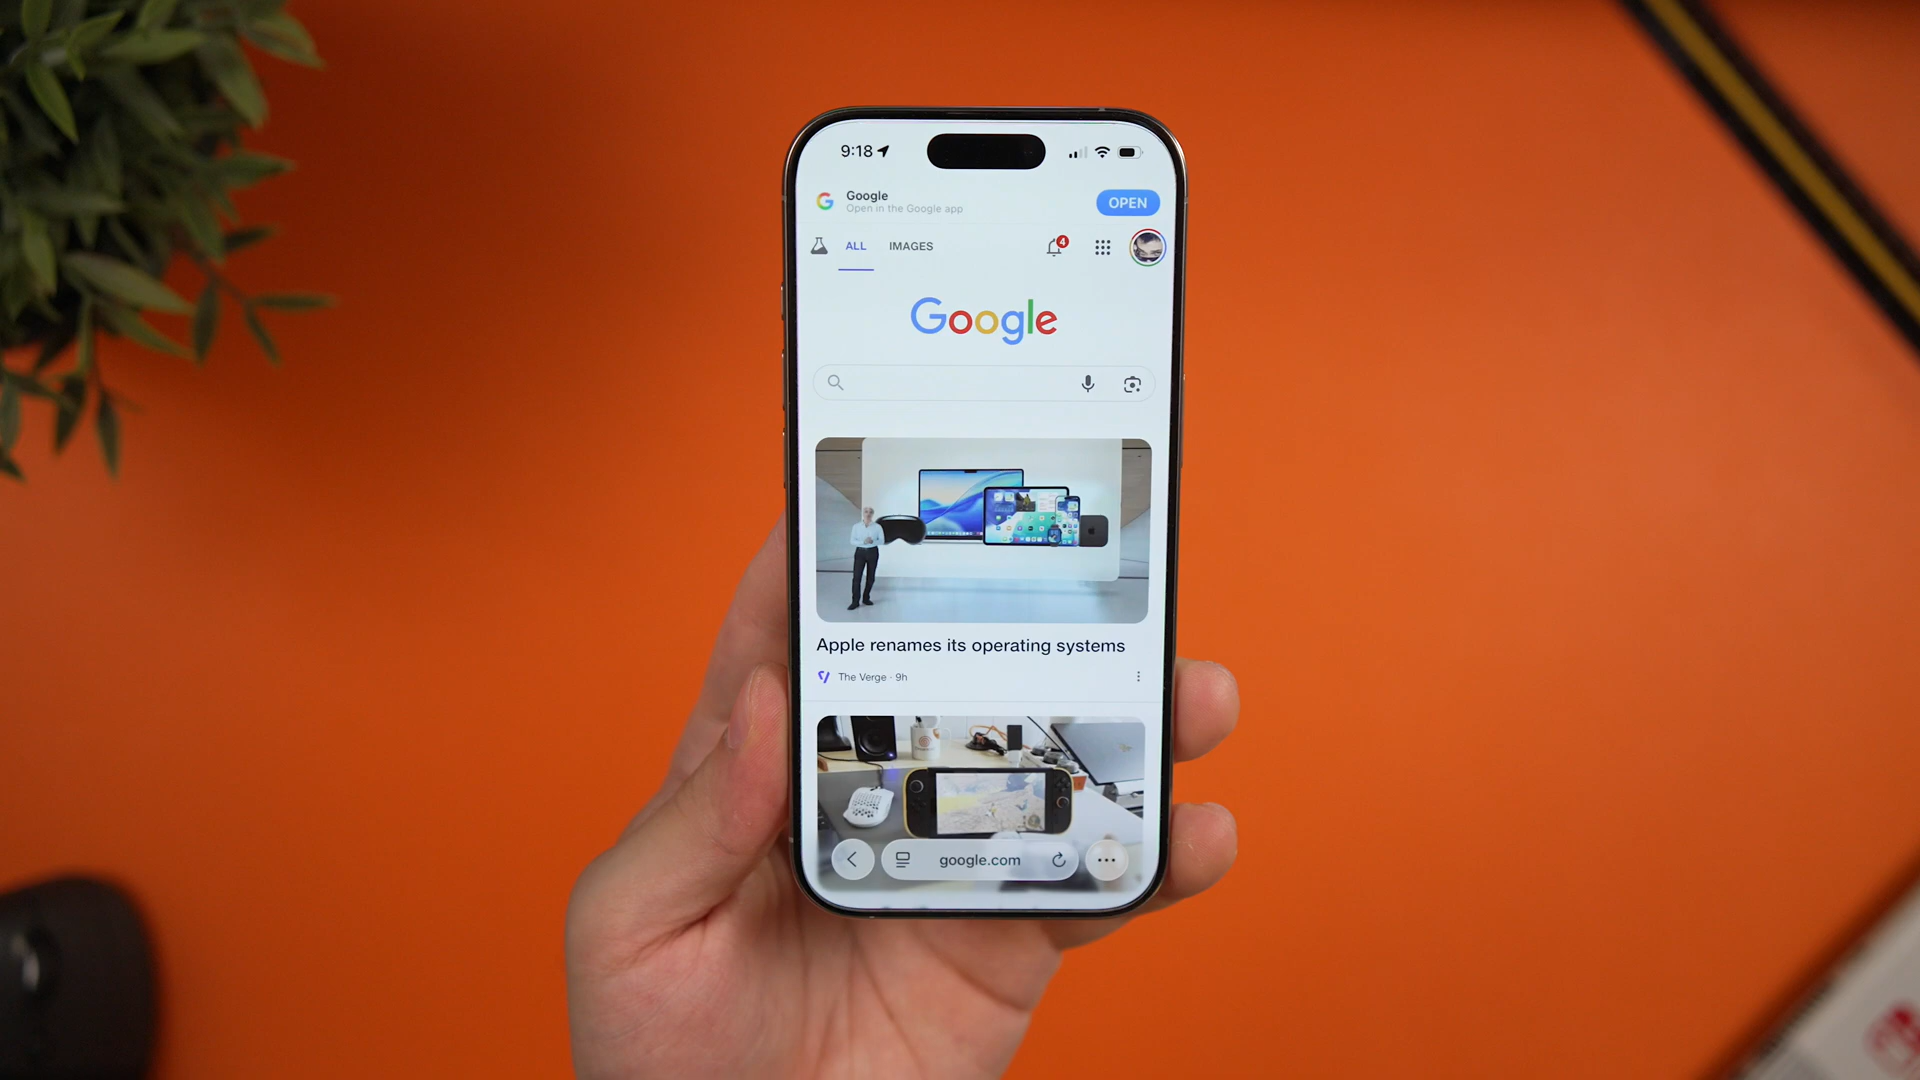 9:18
Google
Open in the Google app
OPEN
ALL IMAGES
4
Google
Apple renames its operating systems
The Verge · 9h
google.com